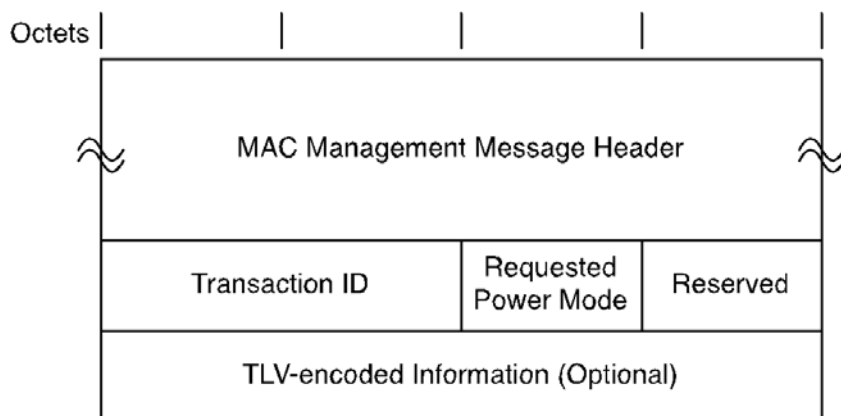 Octets
MAC Management Message Header
Transaction ID
Requested
Power Mode
Reserved
TLV-encoded Information (Optional)